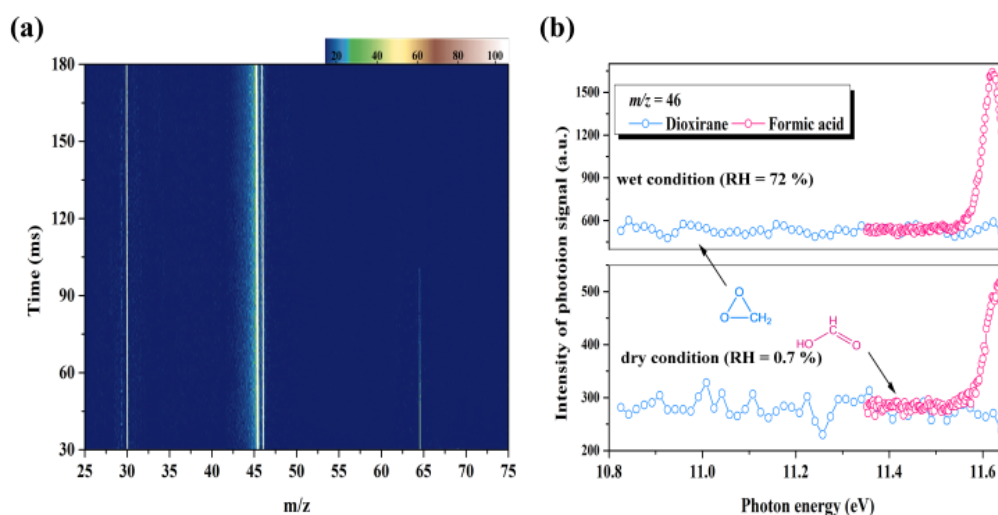 (a)
20 40 60 80 100
Time (ms)
180
150
120
90
60
30
25 30 35 40 45 50 55 60 65 70 75
m/z
(b)
Intensity of photoion signal (a.u.)
1500
1200
900
600
m/z = 46
Dioxirane Formic acid
wet condition (RH = 72 %)
500
400
300
200
O
O CH₂
H
C
HO O
dry condition (RH = 0.7 %)
10.8 11.0 11.2 11.4 11.6
Photon energy (eV)